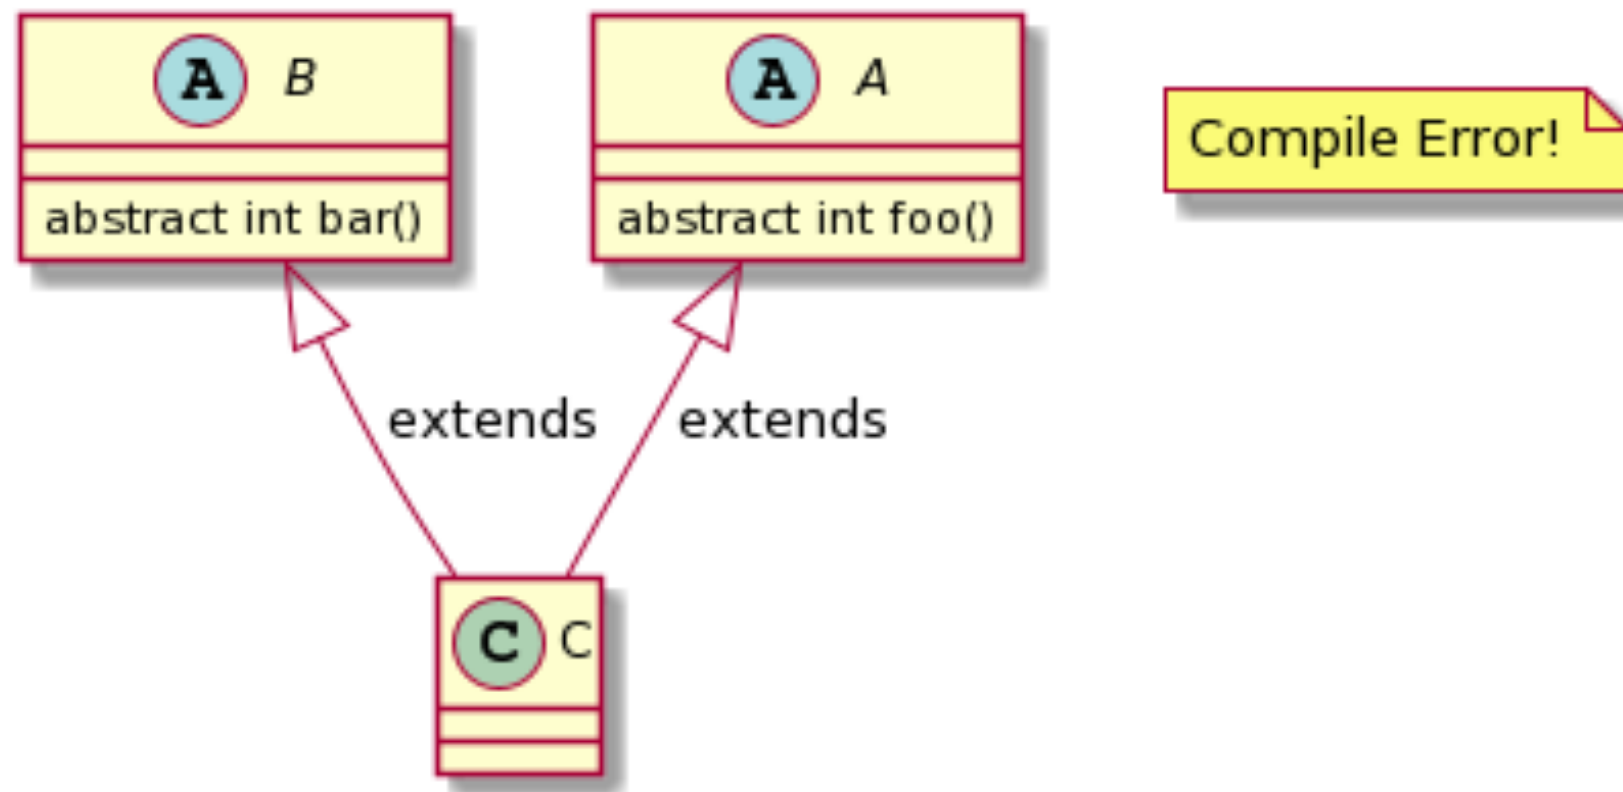 A B
A A
Compile Error!
abstract int bar()
abstract int foo()
extends
extends
C C